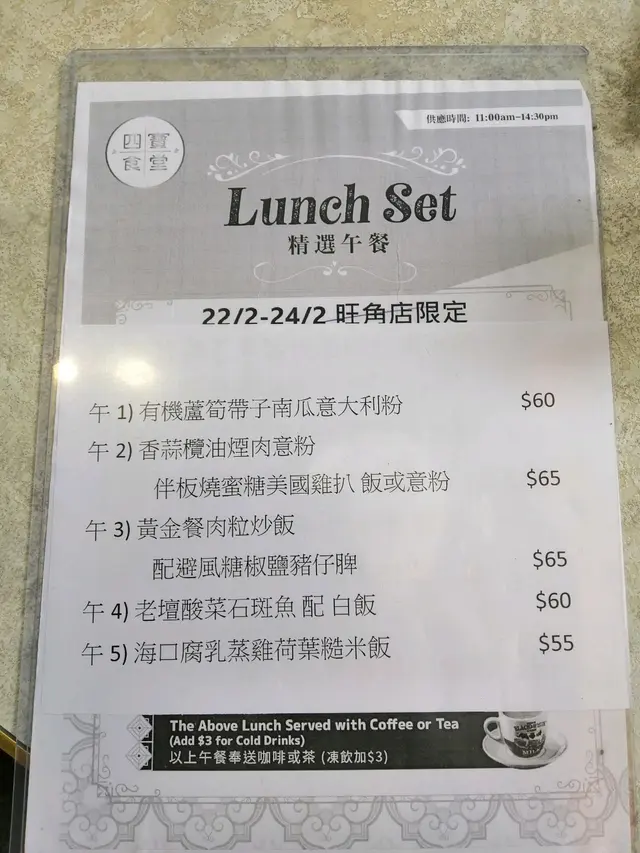 四寶
食堂
供應時間: 11:00am~14:30pm
Lunch Set
精選午餐
22/2-24/2 旺角店限定
午 1) 有機蘆筍帶子南瓜意大利粉 $60
午 2) 香蒜欖油煙肉意粉
伴板燒蜜糖美國雞扒 飯或意粉 $65
午 3) 黃金餐肉粒炒飯
配避風糖椒鹽豬仔脾 $65
午 4) 老壇酸菜石斑魚 配 白飯 $60
午 5) 海口腐乳蒸雞荷葉糙米飯 $55
The Above Lunch Served with Coffee or Tea
(Add $3 for Cold Drinks)
以上午餐奉送咖啡或茶 (凍飲加$3)